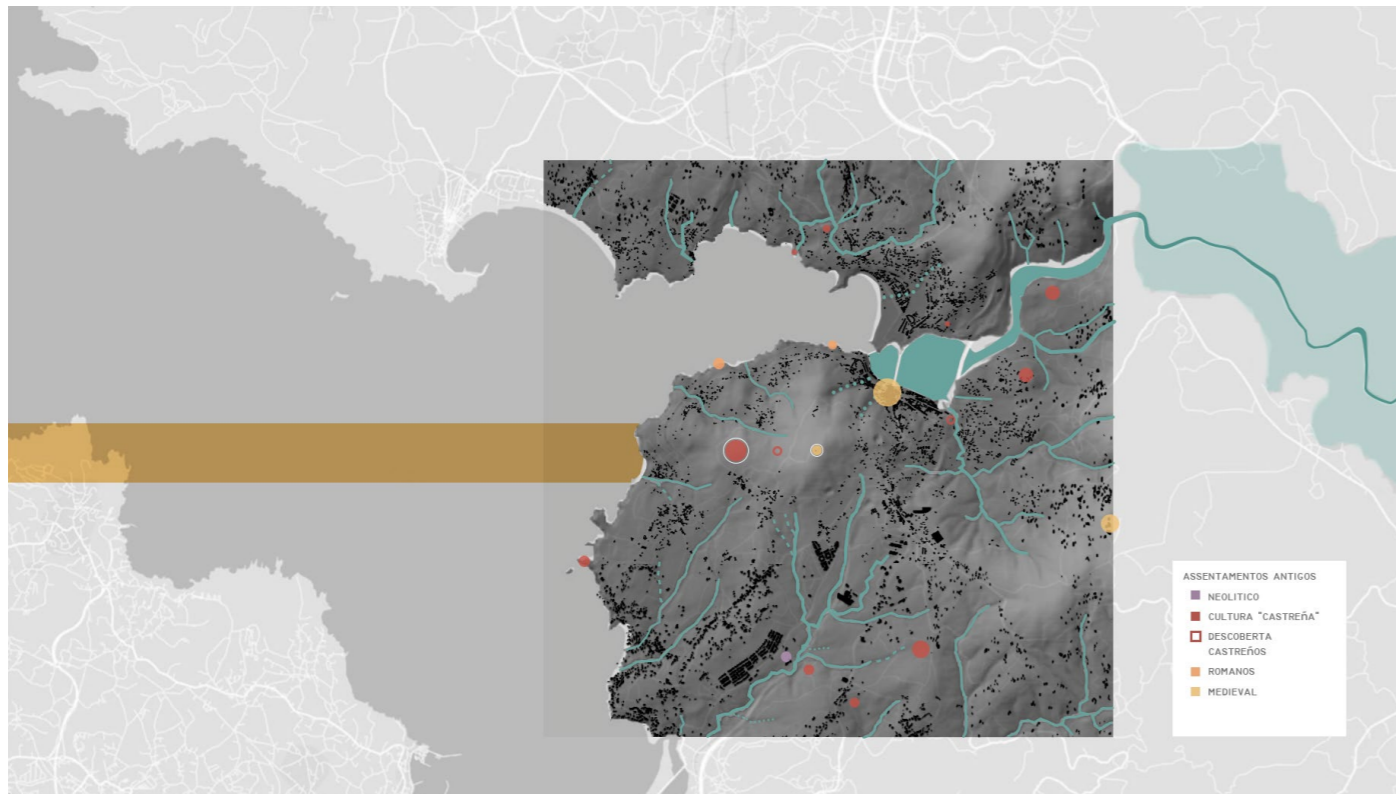 ASSENTAMENTOS ANTIGOS
NEOLITICO
CULTURA "CASTREÑA"
DESCOBERTA
CASTREÑOS
ROMANOS
MEDIEVAL